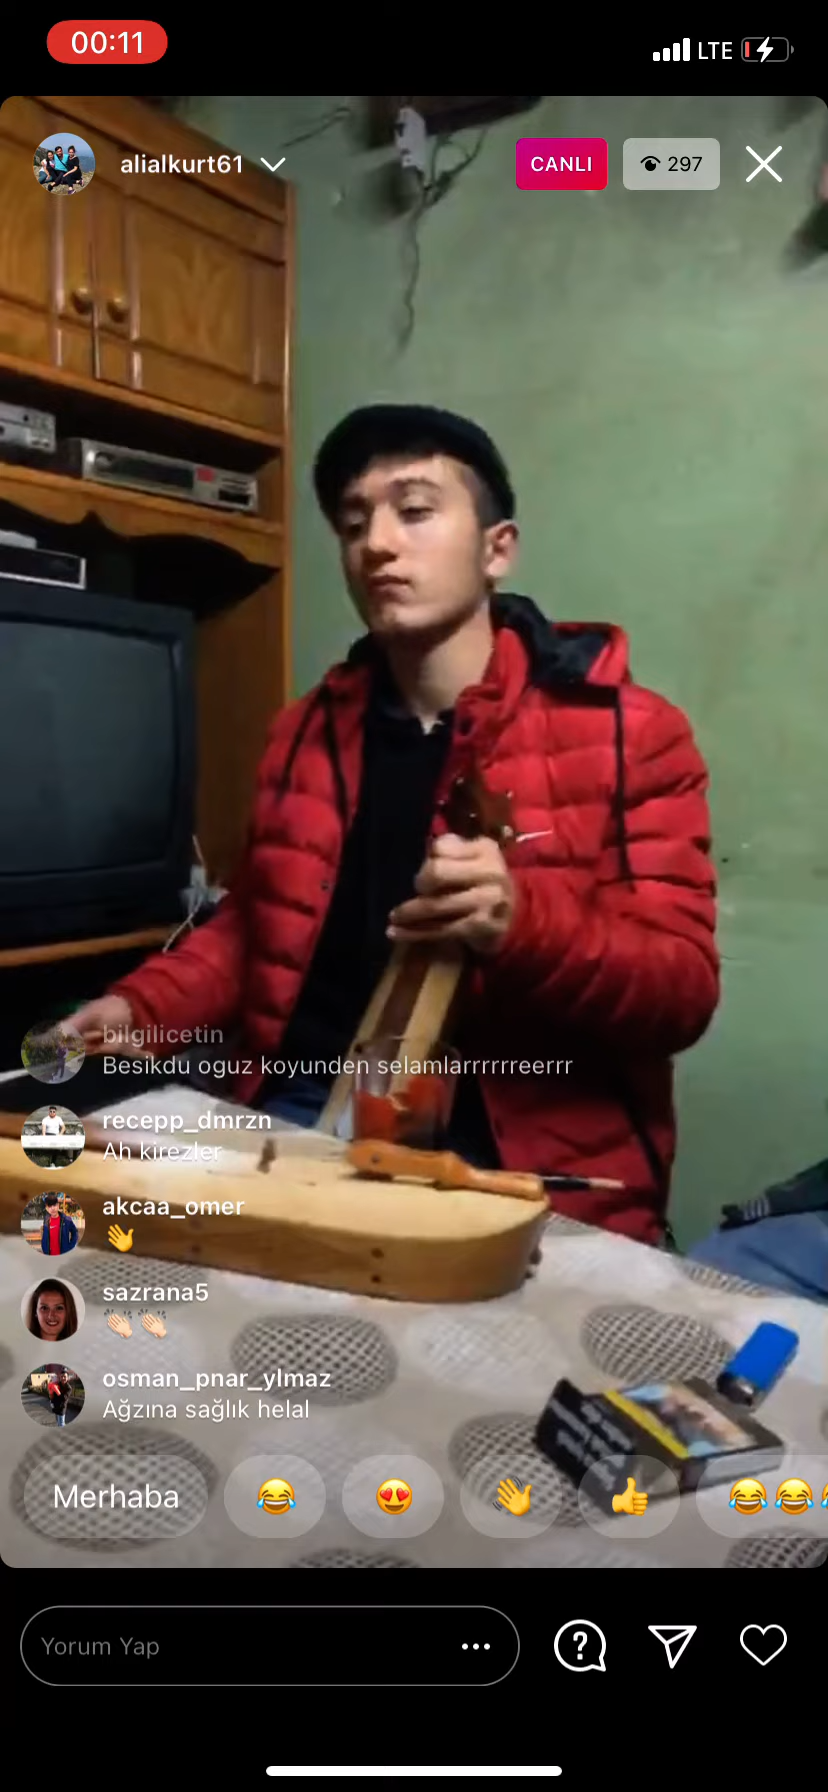 00:11
LTE
alialkurt61
CANLI
297
bilgilicetin
Besikdu oguz koyunden selamlarrrrrreerrr
recepp_dmrzn
Ah kirezler
akcaa_omer
👋
sazrana5
👏🏻👏🏻
osman_pnar_ylmaz
Ağzına sağlık helal
Merhaba 😂 😍 👋 👍 😂😂
Yorum Yap